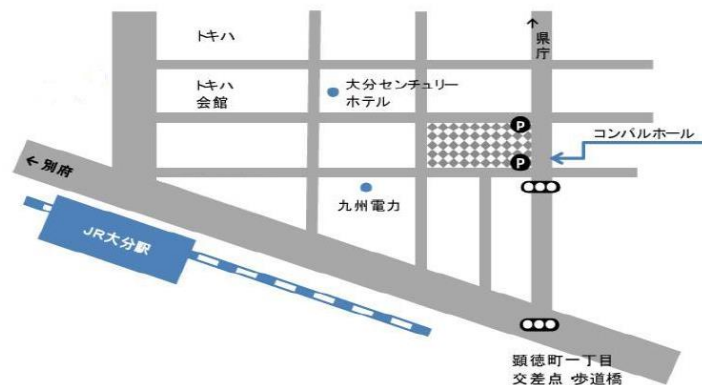 トキハ
↑
県庁
トキハ
会館
大分センチュリー
ホテル
P
コンパルホール
P
←別府
九州電力
JR大分駅
顕徳町一丁目
交差点・歩道橋